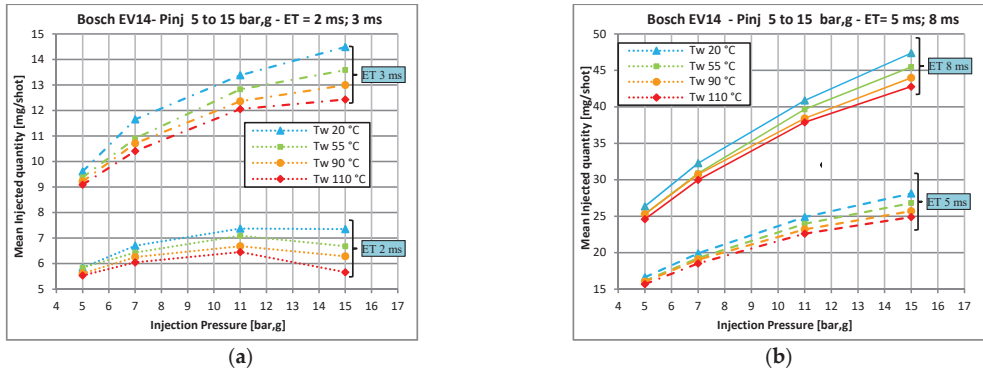 Bosch EV14- Pinj 5 to 15 bar,g - ET = 2 ms; 3 ms
Mean Injected Quantity [mg/shot]
15
14
13
12
11
10
9
8
7
6
5
ET 3 ms
Tw 20 °C
Tw 55 °C
Tw 90 °C
Tw 110 °C
ET 2 ms
4 5 6 7 8 9 10 11 12 13 14 15 16 17
Injection Pressure [bar,g]
(a)
Bosch EV14 - Pinj 5 to 15 bar,g - ET= 5 ms; 8 ms
Mean Injected quantity [mg/shot]
50
45
40
35
30
25
20
15
Tw 20 °C
Tw 55 °C
Tw 90 °C
Tw 110 °C
ET 8 ms
ET 5 ms
4 5 6 7 8 9 10 11 12 13 14 15 16 17
Injection Pressure [bar,g]
(b)